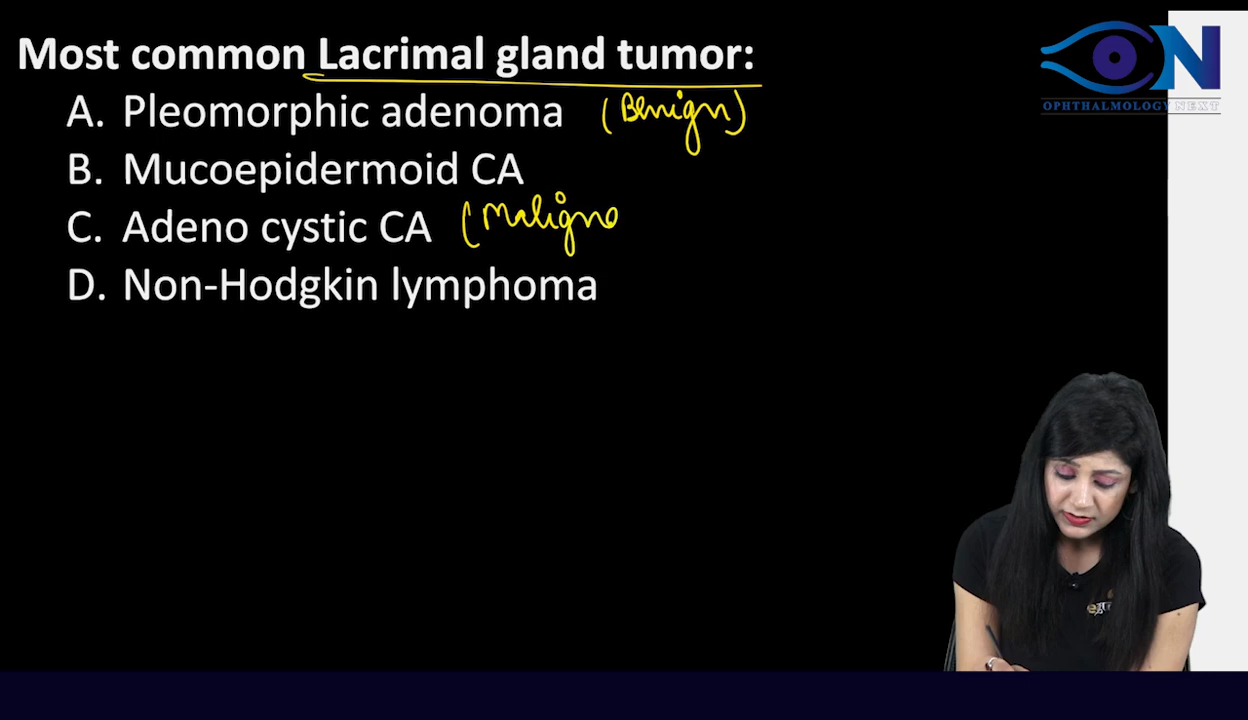 Most common Lacrimal gland tumor:
A. Pleomorphic adenoma (Benign)
B. Mucoepidermoid CA
C. Adeno cystic CA (Maligna
D. Non-Hodgkin lymphoma
ON
OPHTHALMOLOGY NEXT